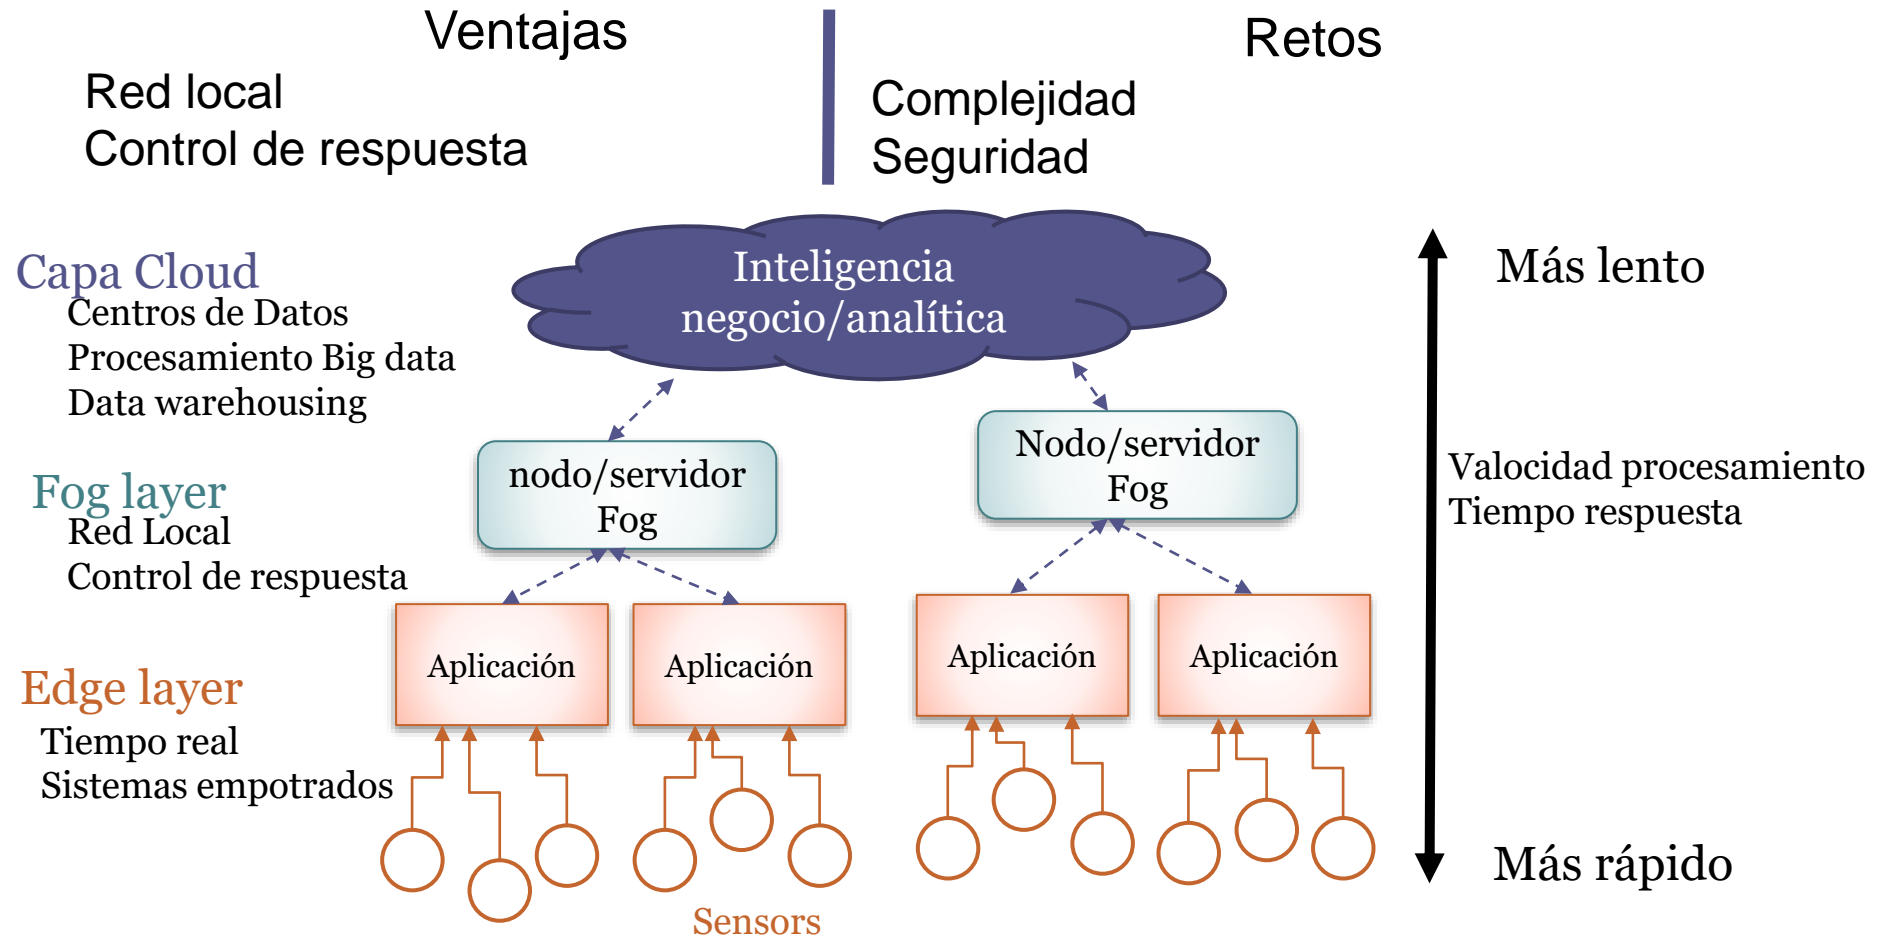 Ventajas
Red local
Control de respuesta
Retos
Complejidad
Seguridad
Capa Cloud
Centros de Datos
Procesamiento Big data
Data warehousing
Inteligencia
negocio/analítica
Más lento
Fog layer
Red Local
Control de respuesta
nodo/servidor
Fog
Nodo/servidor
Fog
Valocidad procesamiento
Tiempo respuesta
Edge layer
Tiempo real
Sistemas empotrados
Aplicación
Aplicación
Aplicación
Aplicación
Más rápido
Sensors